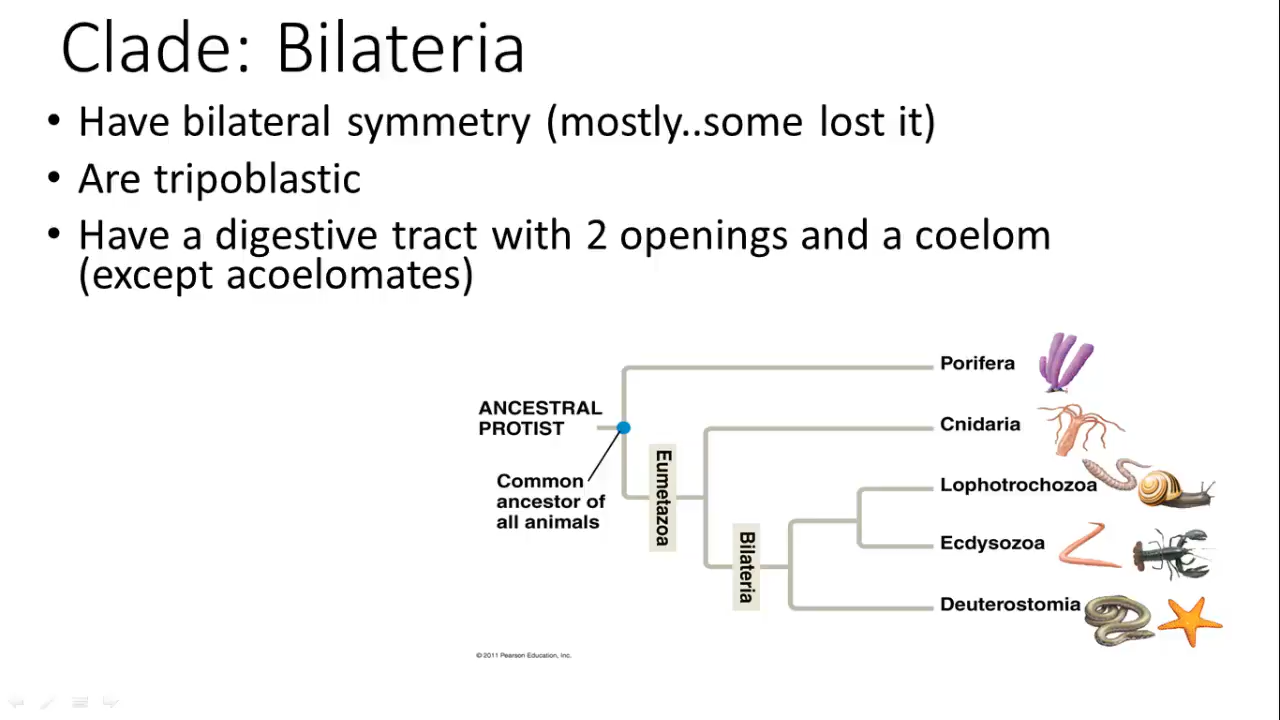 Clade: Bilateria
• Have bilateral symmetry (mostly..some lost it)
• Are tripoblastic
• Have a digestive tract with 2 openings and a coelom
(except acoelomates)
Porifera
ANCESTRAL
PROTIST
Cnidaria
Common
ancestor of
all animals
Eumetazoa
Lophotrochozoa
Bilateria
Ecdysozoa
Deuterostomia
© 2011 Pearson Education, Inc.